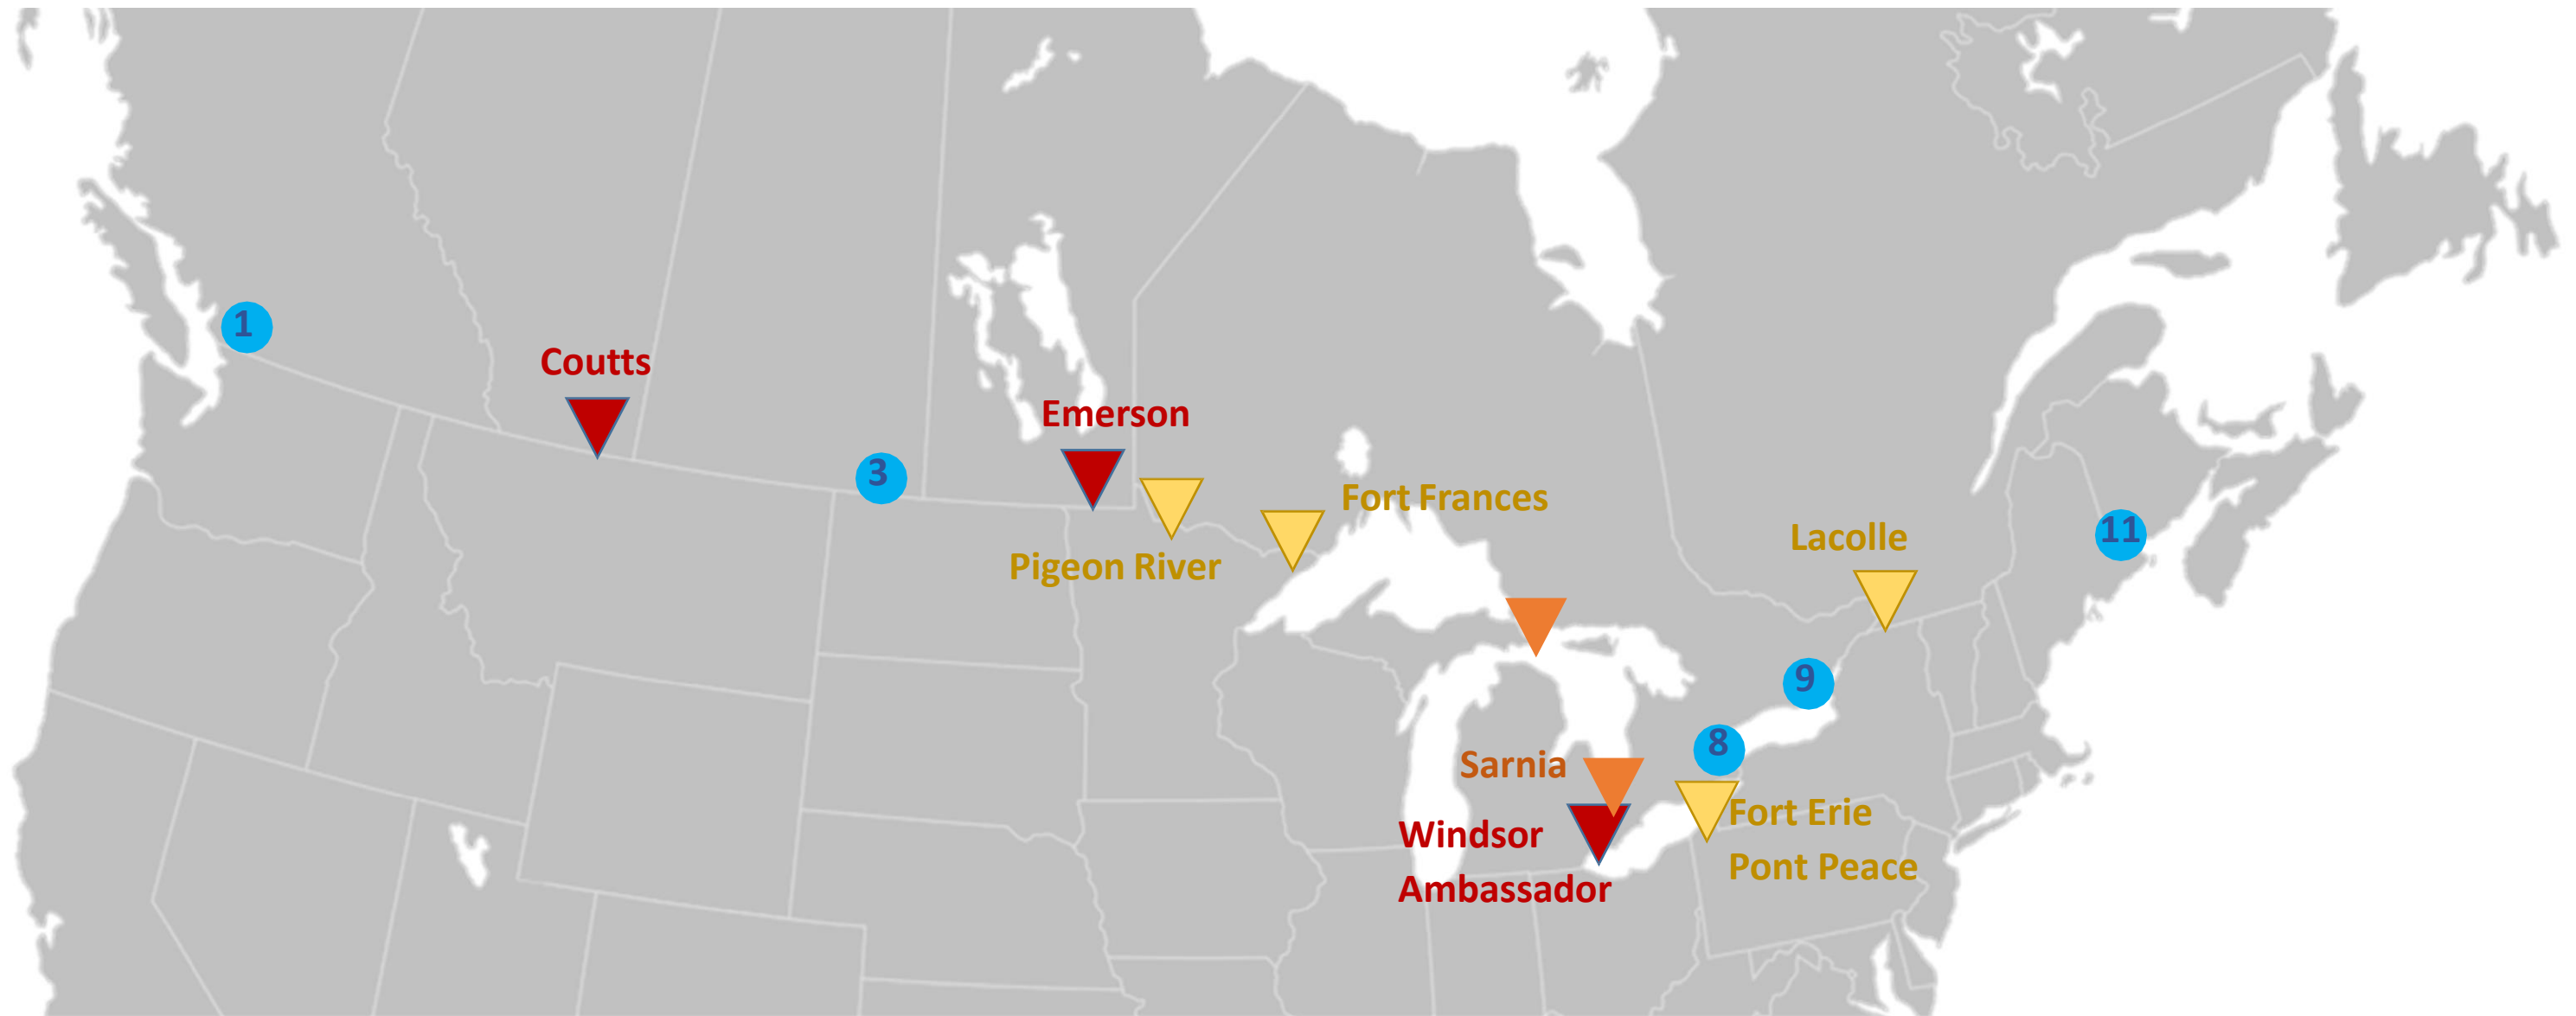 1
Coutts
Emerson
3
Fort Frances
Pigeon River
Lacolle
11
9
8
Sarnia
Windsor
Ambassador
Fort Erie
Pont Peace